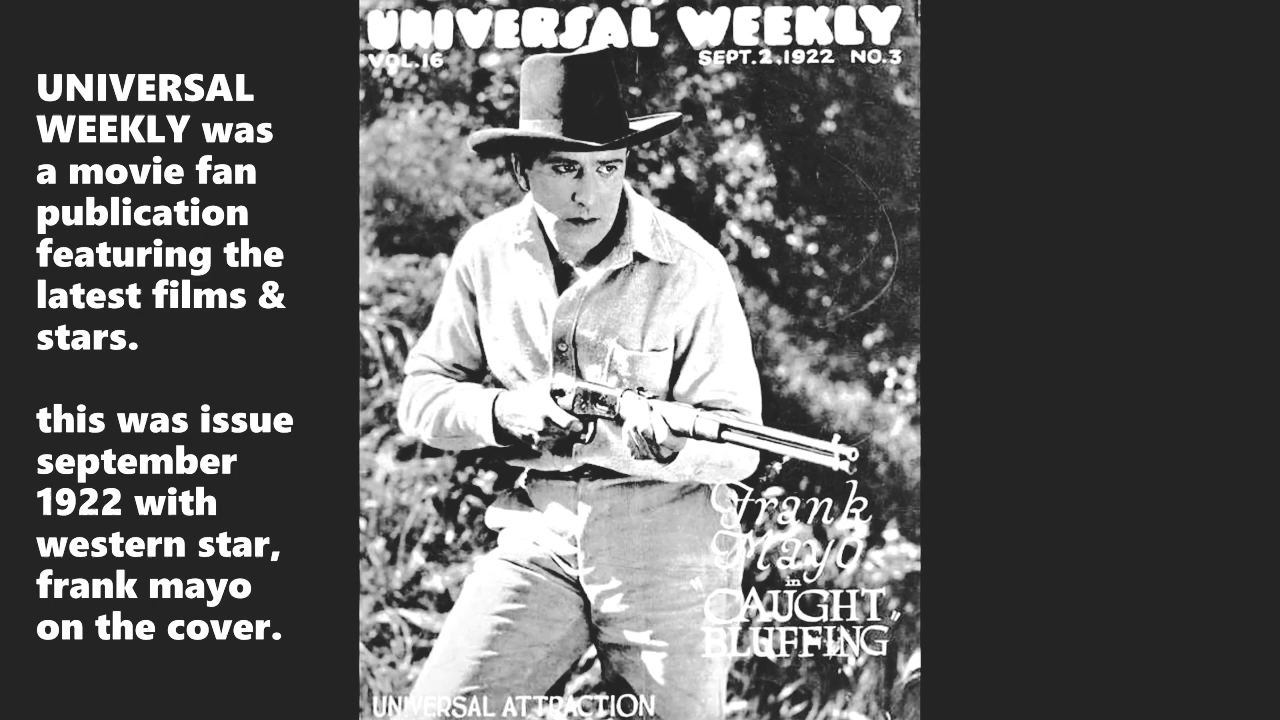 UNIVERSAL
WEEKLY was
a movie fan
publication
featuring the
latest films &
stars.
this was issue
september
1922 with
western star,
frank mayo
on the cover.
UNIVERSAL WEEKLY
VOL.16 SEPT.2,1922 NO.3
Frank
Mayo
in
"CAUGHT
BLUFFING"
UNIVERSAL ATTRACTION